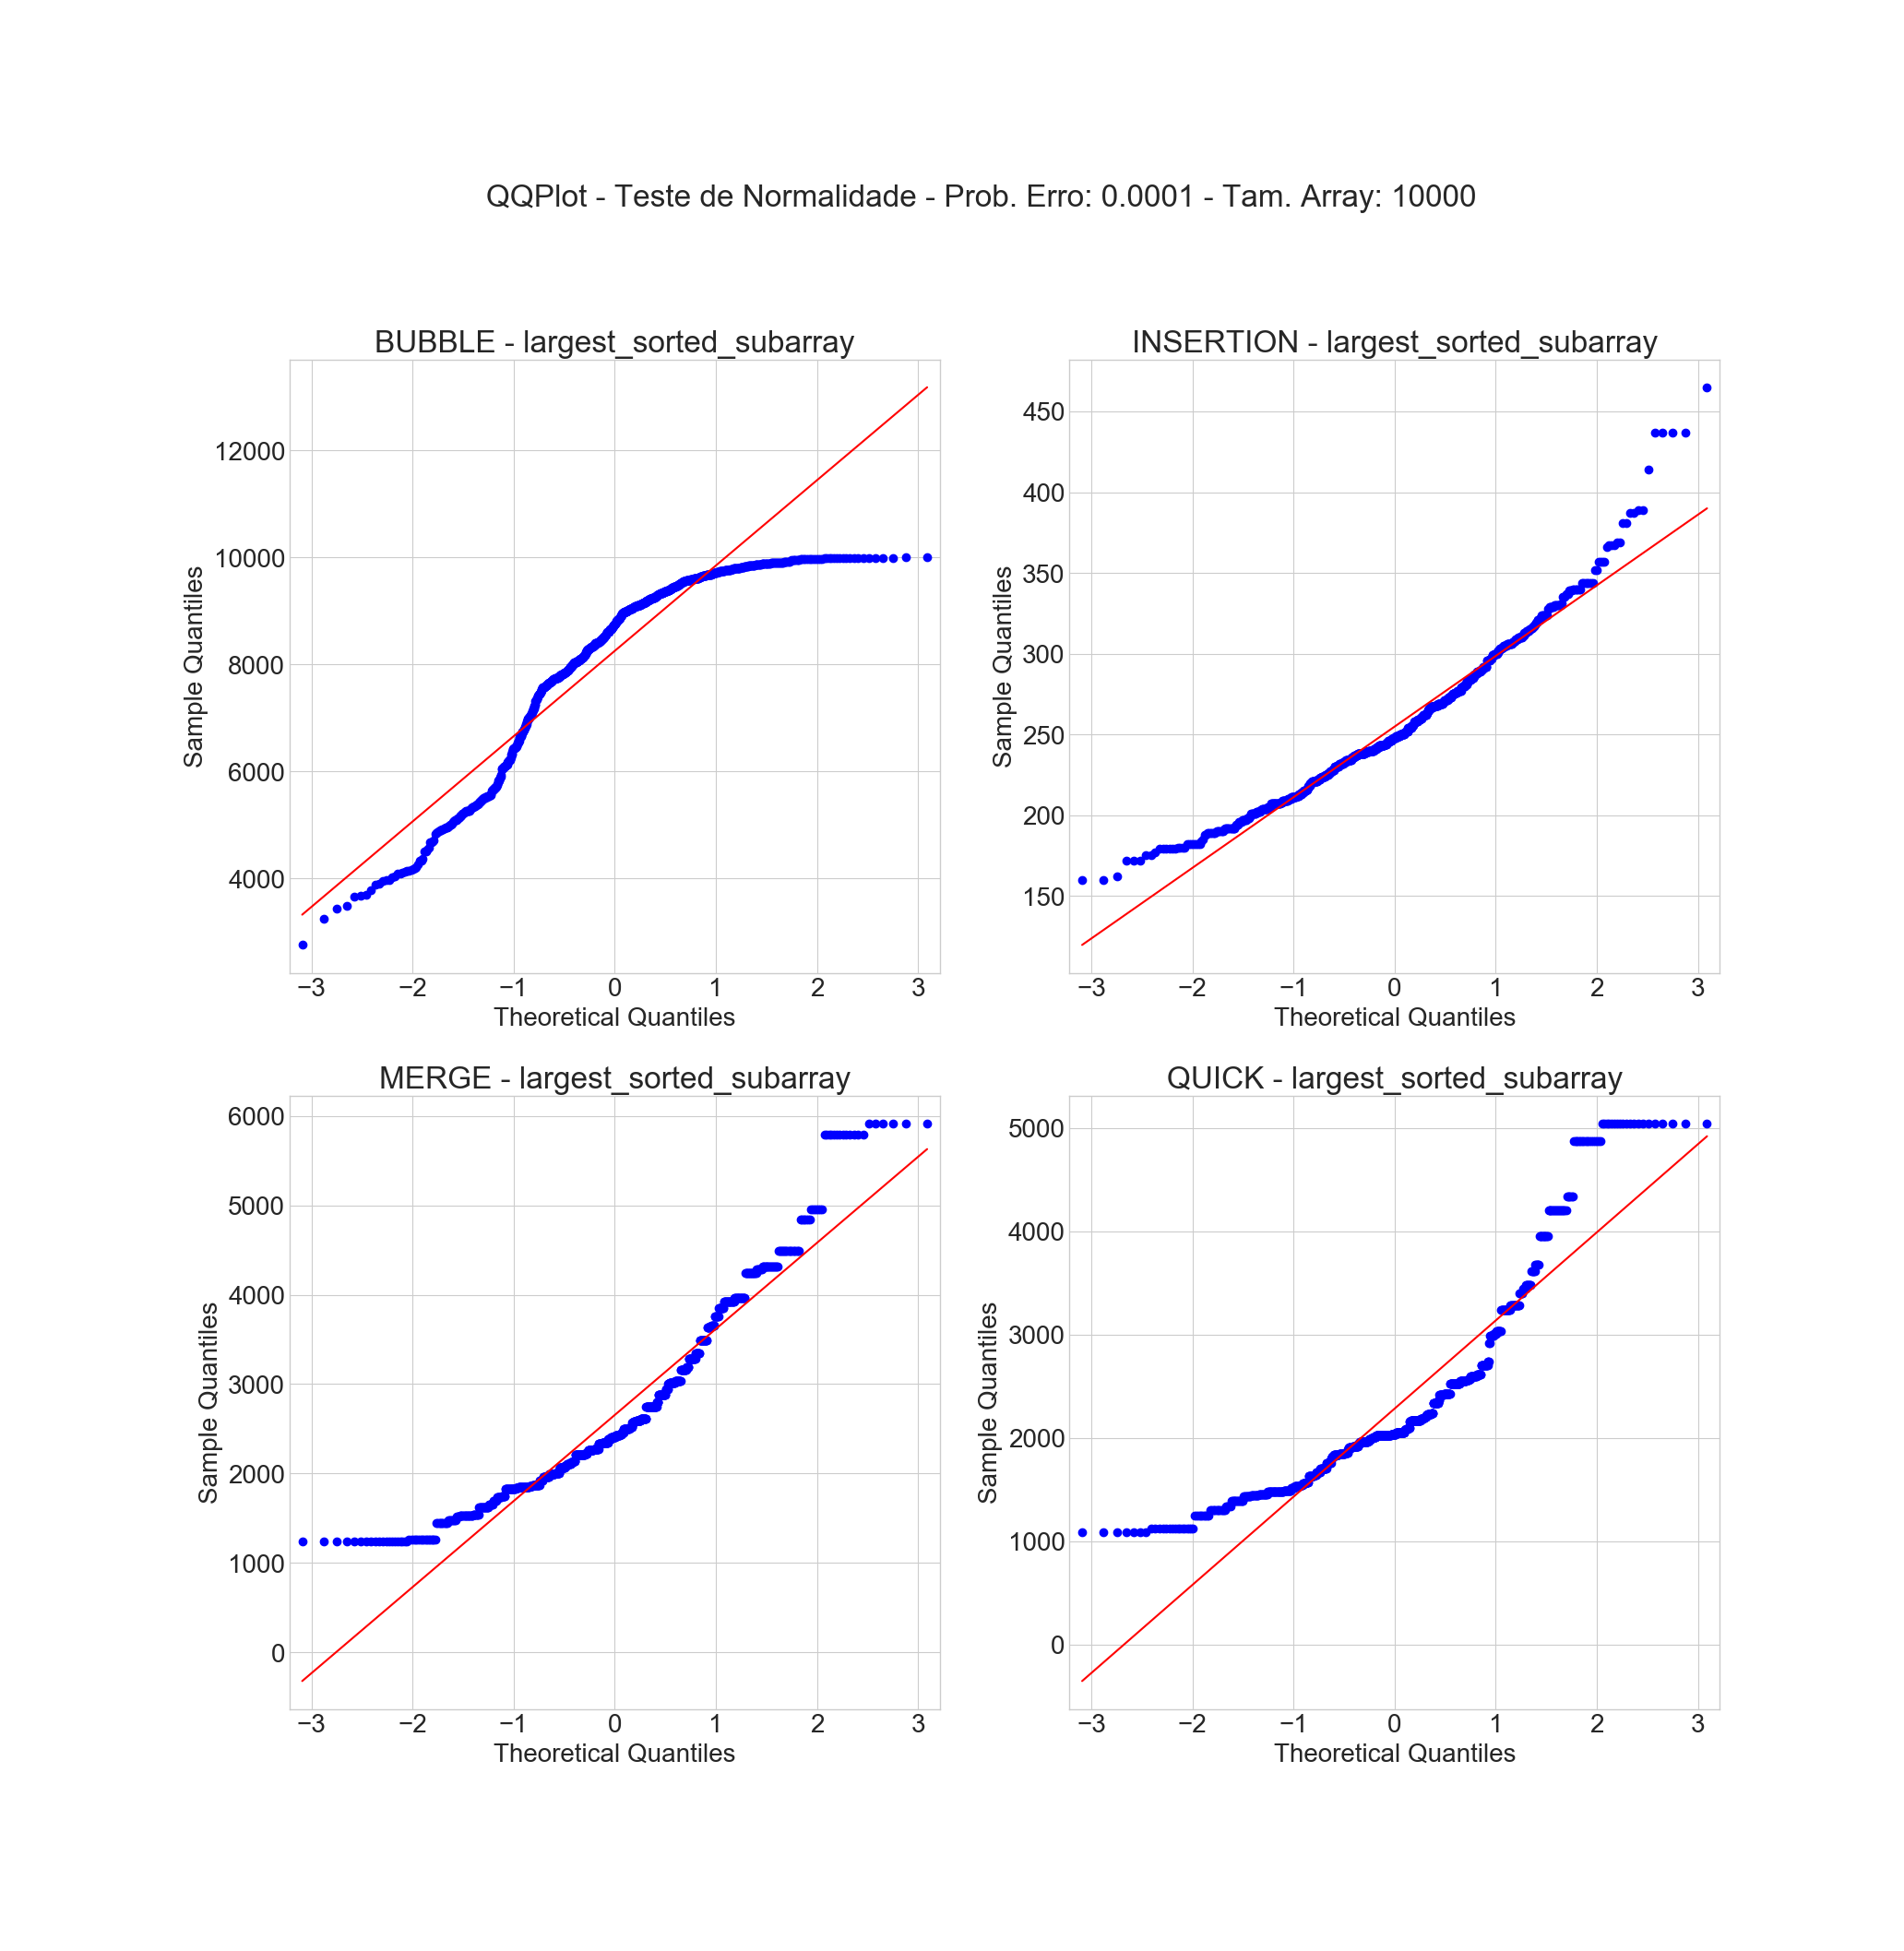 QQPlot - Teste de Normalidade - Prob. Erro: 0.0001 - Tam. Array: 10000
BUBBLE - largest_sorted_subarray
12000
10000
8000
6000
4000
Sample Quantiles
−3 −2 −1 0 1 2 3
Theoretical Quantiles
INSERTION - largest_sorted_subarray
450
400
350
300
250
200
150
Sample Quantiles
−3 −2 −1 0 1 2 3
Theoretical Quantiles
MERGE - largest_sorted_subarray
6000
5000
4000
3000
2000
1000
0
Sample Quantiles
−3 −2 −1 0 1 2 3
Theoretical Quantiles
QUICK - largest_sorted_subarray
5000
4000
3000
2000
1000
0
Sample Quantiles
−3 −2 −1 0 1 2 3
Theoretical Quantiles